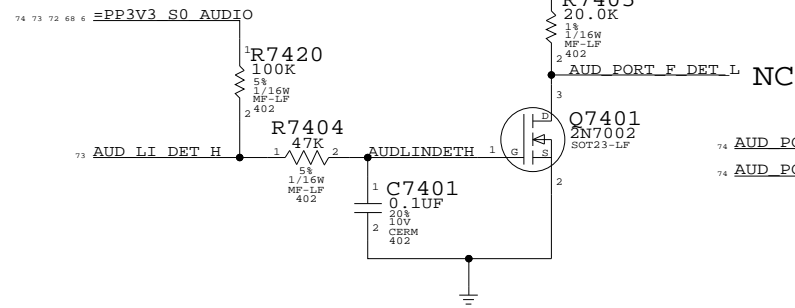 74 73 72 68 6 =PP3V3_S0_AUDIO
1 R7420
100K
5%
1/16W
MF-LF
402
2
R7403
20.0K
1%
1/16W
MF-LF
402
2
AUD_PORT_F_DET_L
NC
3
D
Q7401
2N7002
SOT23-LF
G
S
1
2
R7404
47K
1
2
5%
1/16W
MF-LF
402
73 AUD_LI_DET_H
AUDLINDETH
1 C7401
0.1UF
20%
10V
CERM
402
2
74 AUD_PO
74 AUD_PO